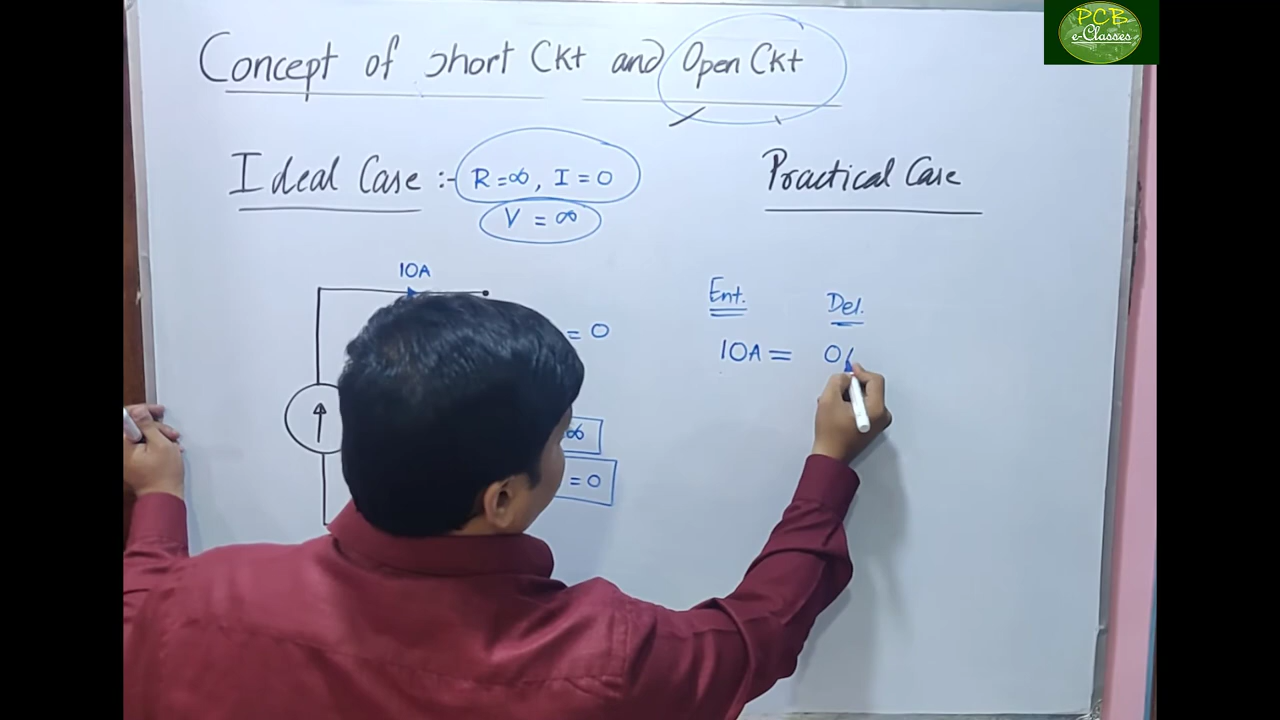 PCB
e-Classes
Concept of short Ckt and Open Ckt
Ideal Case :- R=∞, I=0
V = ∞
Practical Case
10A
= 0
∞
= 0
Ent. Del.
10A = 0